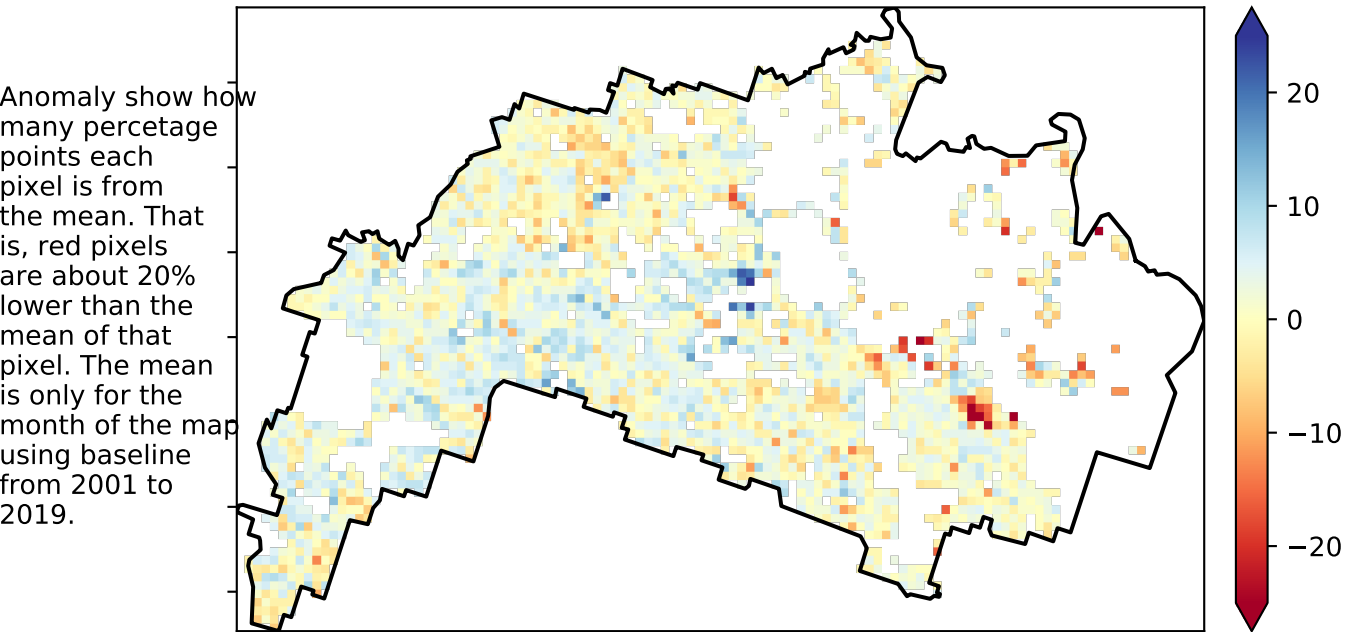 Anomaly show how
many percetage
points each
pixel is from
the mean. That
is, red pixels
are about 20%
lower than the
mean of that
pixel. The mean
is only for the
month of the map
using baseline
from 2001 to
2019.
20
10
0
−10
−20